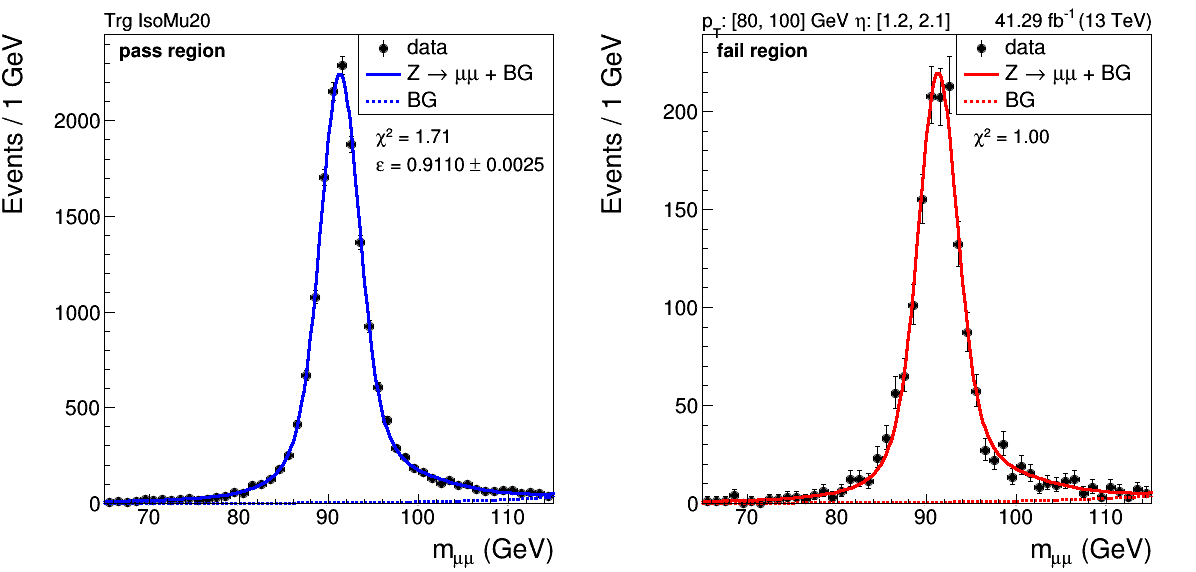 Trg IsoMu20
pass region
data
Z → μμ + BG
BG
χ² = 1.71
ε = 0.9110 ± 0.0025
Events / 1 GeV
2000
1500
1000
500
0
70 80 90 100 110
m_μμ (GeV)
p_T: [80, 100] GeV η: [1.2, 2.1] 41.29 fb⁻¹ (13 TeV)
fail region
data
Z → μμ + BG
BG
χ² = 1.00
Events / 1 GeV
200
150
100
50
0
70 80 90 100 110
m_μμ (GeV)